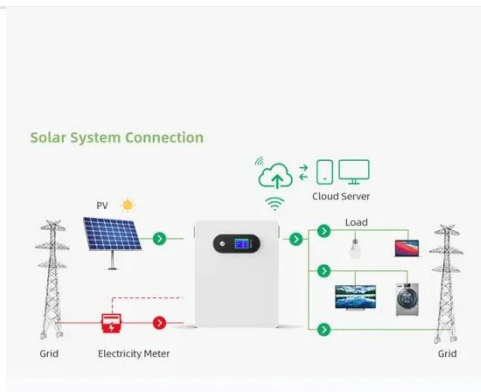 Solar System Connection
Cloud Server
PV
Load
Grid
Electricity Meter
Grid